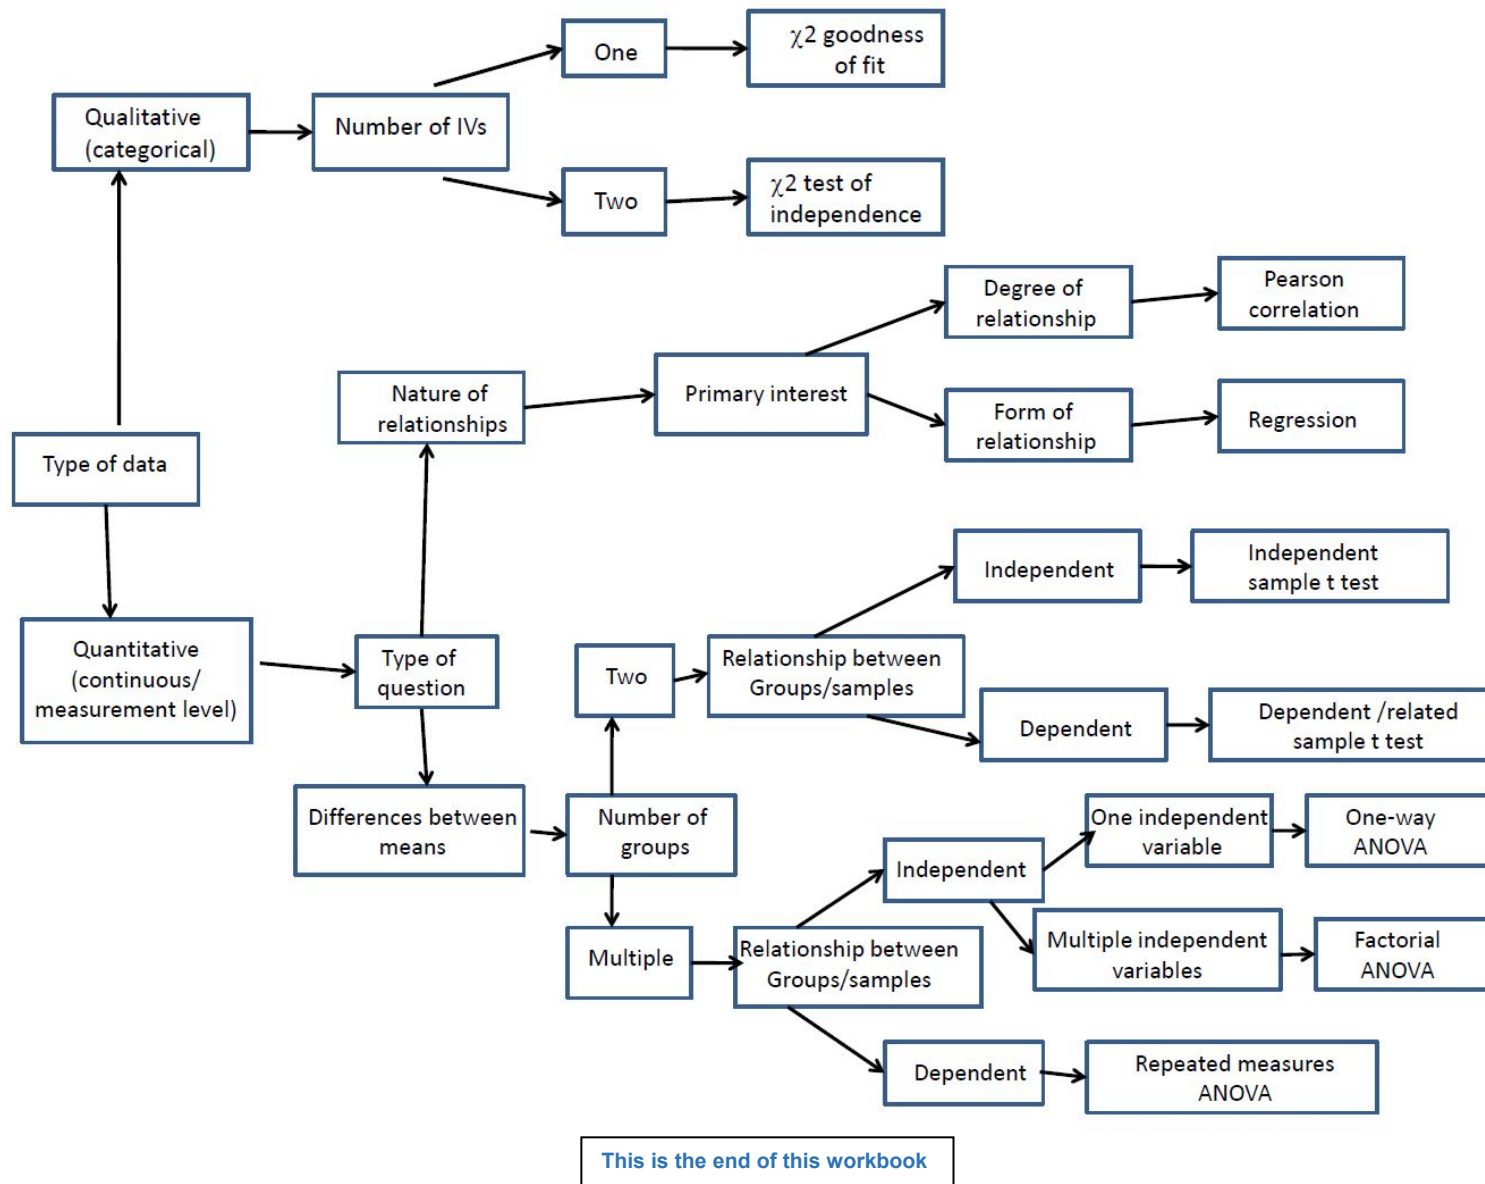 One
χ2 goodness
of fit
Qualitative
(categorical)
Number of IVs
Two
χ2 test of
independence
Degree of
relationship
Pearson
correlation
Nature of
relationships
Primary interest
Form of
relationship
Regression
Type of data
Independent
Independent
sample t test
Quantitative
(continuous/
measurement level)
Type of
question
Two
Relationship between
Groups/samples
Dependent
Dependent /related
sample t test
Differences between
means
Number of
groups
One independent
variable
One-way
ANOVA
Independent
Multiple
Relationship between
Groups/samples
Multiple independent
variables
Factorial
ANOVA
Dependent
Repeated measures
ANOVA
This is the end of this workbook